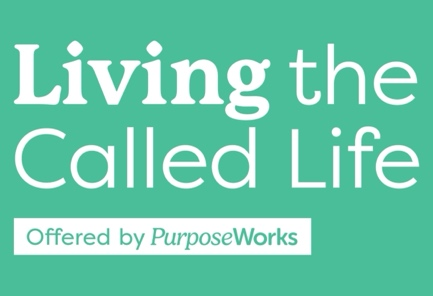 Living the
Called Life
Offered by PurposeWorks